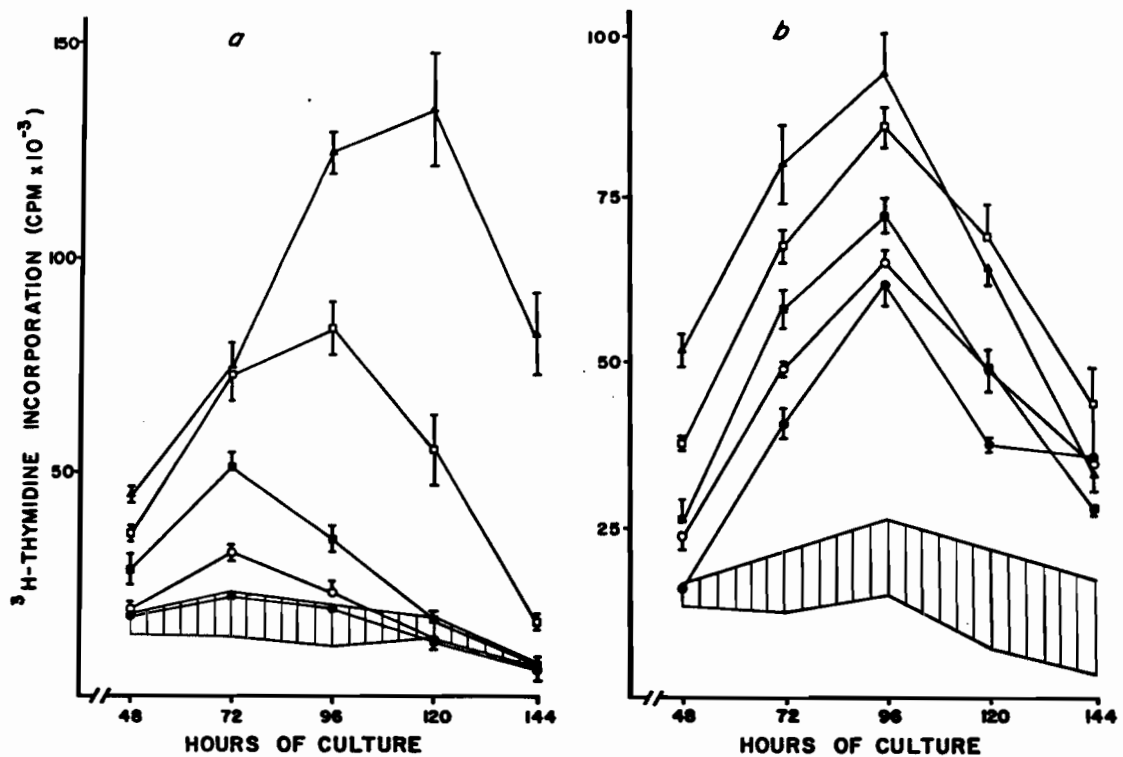 a
b
150
100
50
100
75
50
25
³H-THYMIDINE INCORPORATION (CPM x10⁻³)
48 72 96 120 144
48 72 96 120 144
HOURS OF CULTURE
HOURS OF CULTURE